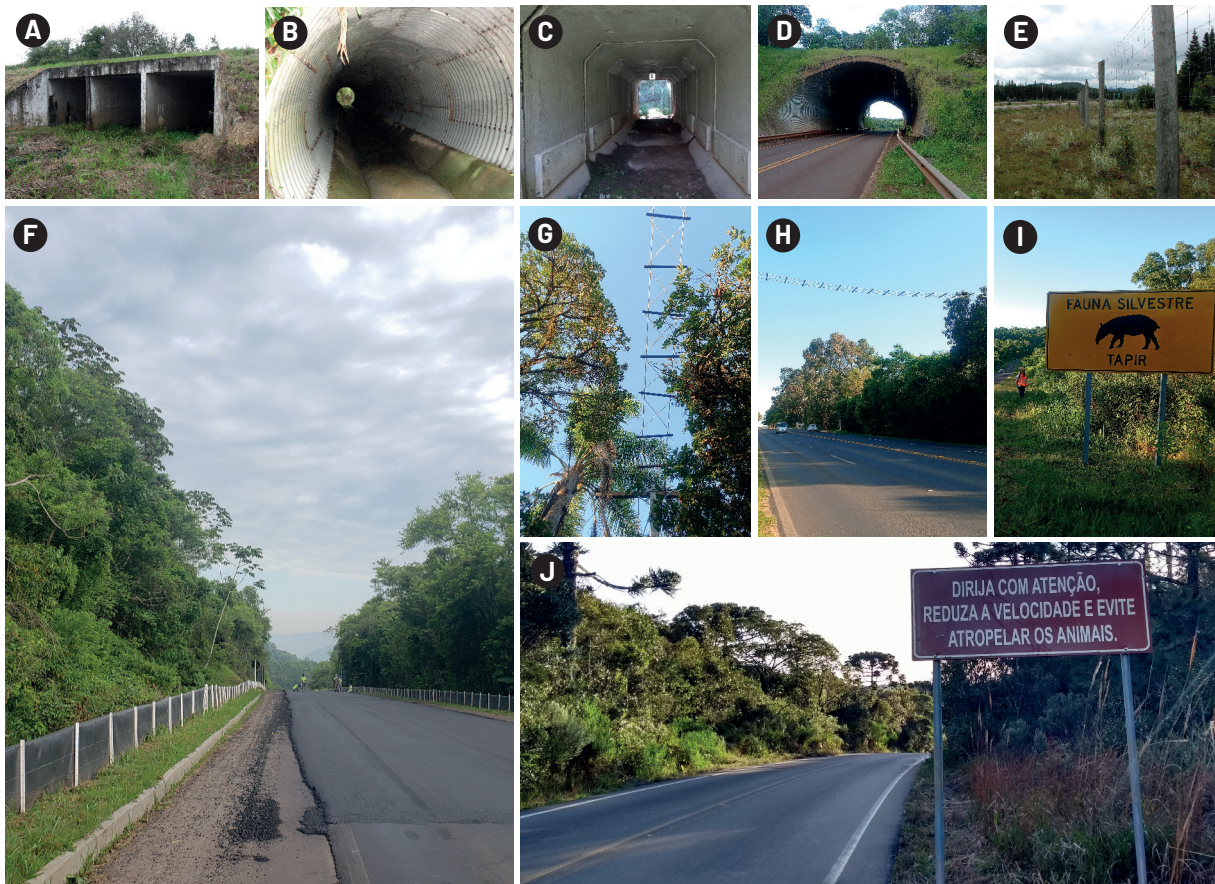 A
B
C
D
E
F
G
H
I
FAUNA SILVESTRE
TAPIR
J
DIRIJA COM ATENÇÃO,
REDUZA A VELOCIDADE E EVITE
ATROPELAR OS ANIMAIS.